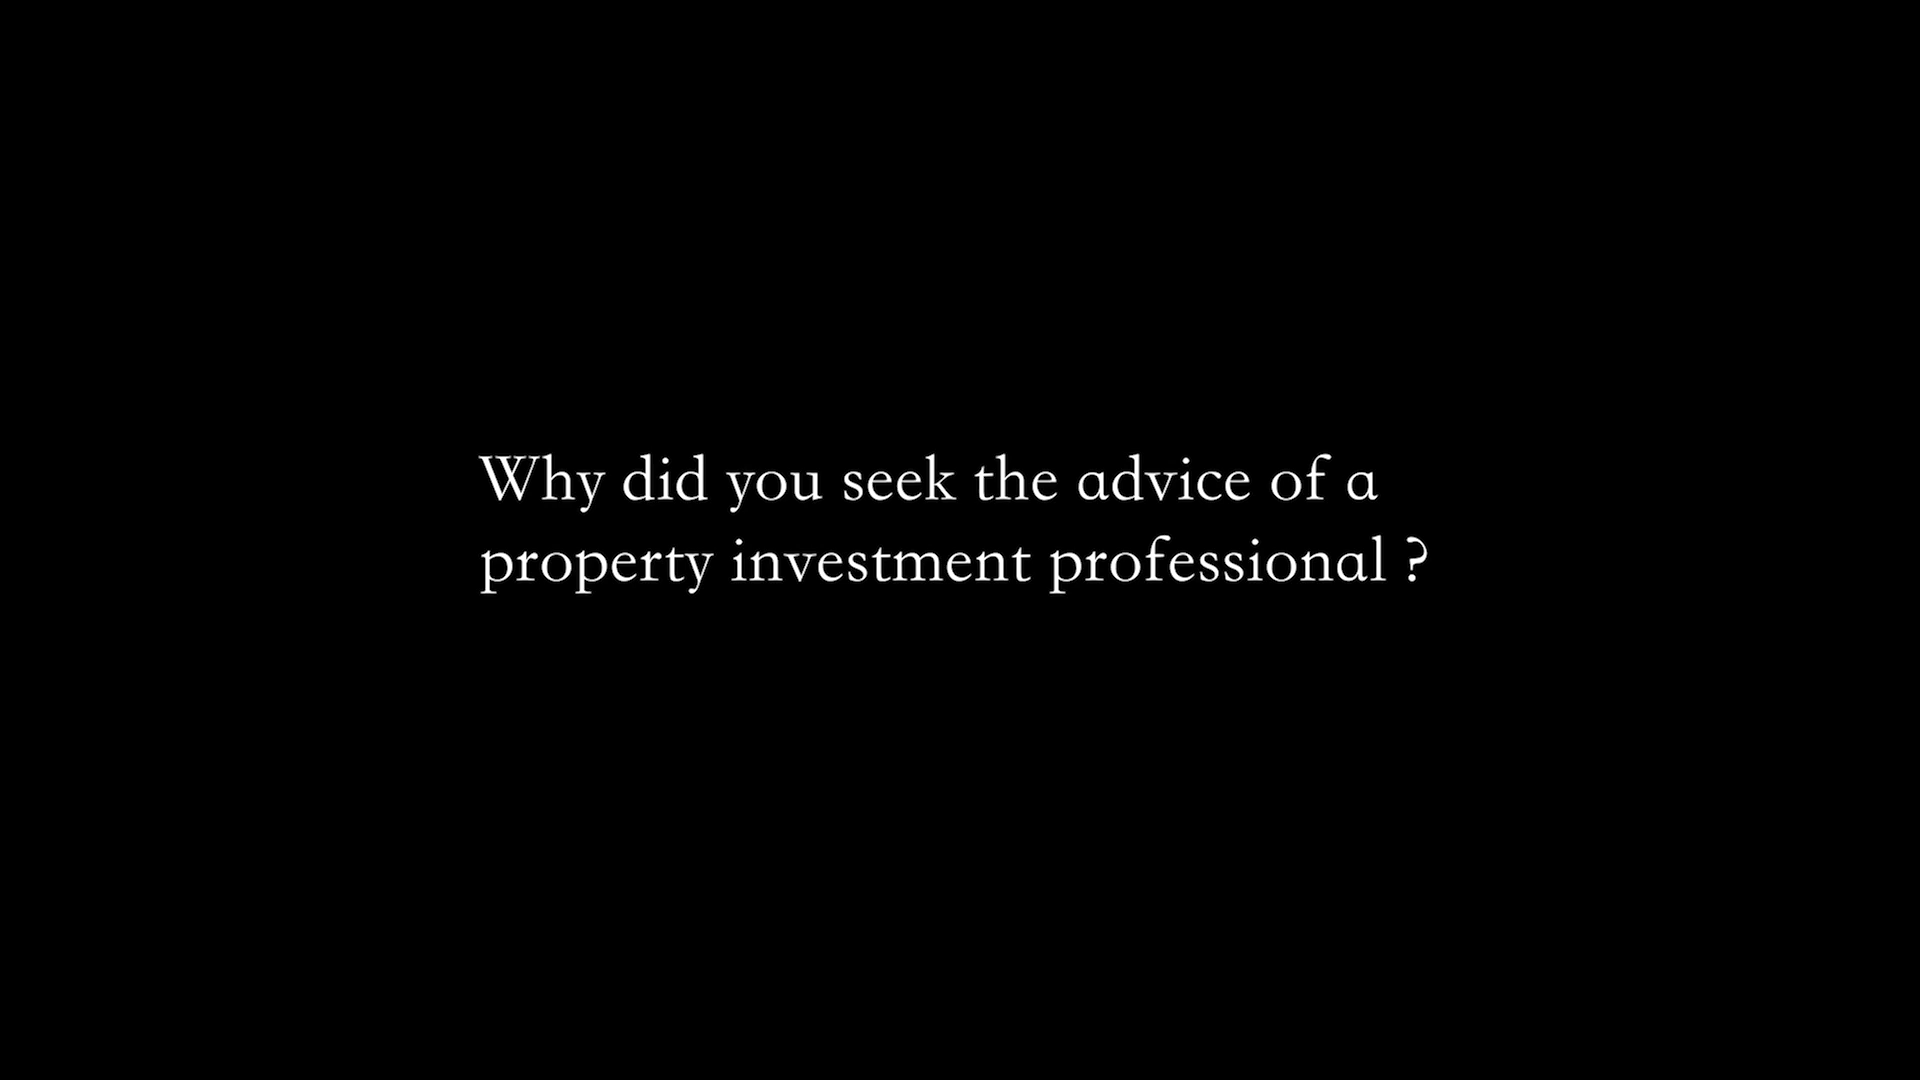 Why did you seek the advice of a
property investment professional ?